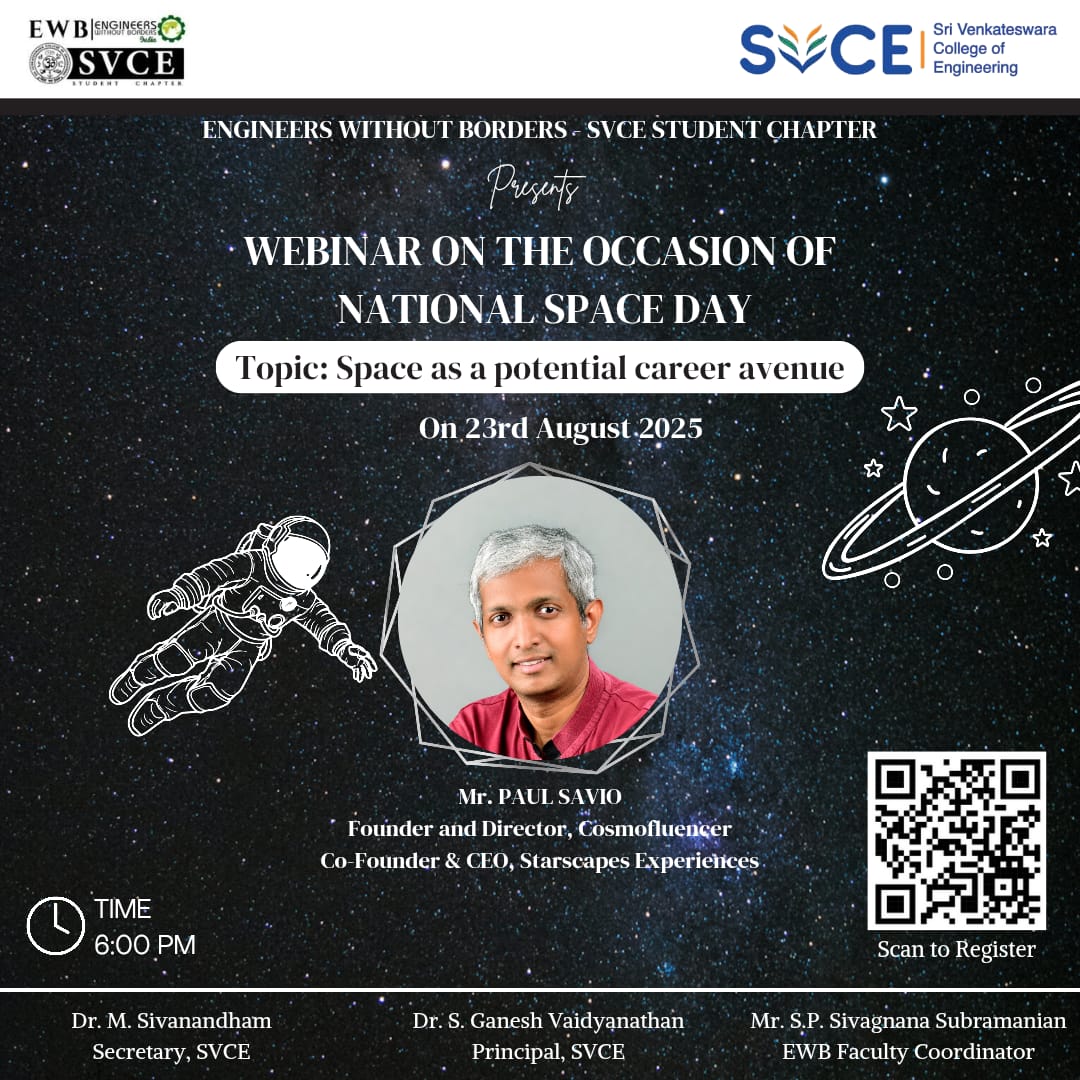 EWB ENGINEERS
WITHOUT BORDERS
India
SVCE
STUDENT CHAPTER
SVCE
Sri Venkateswara
College of
Engineering
ENGINEERS WITHOUT BORDERS - SVCE STUDENT CHAPTER
Presents
WEBINAR ON THE OCCASION OF
NATIONAL SPACE DAY
Topic: Space as a potential career avenue
On 23rd August 2025
Mr. PAUL SAVIO
Founder and Director, Cosmofluencer
Co-Founder & CEO, Starscapes Experiences
TIME
6:00 PM
Scan to Register
Dr. M. Sivanandham
Secretary, SVCE
Dr. S. Ganesh Vaidyanathan
Principal, SVCE
Mr. S.P. Sivagnana Subramanian
EWB Faculty Coordinator